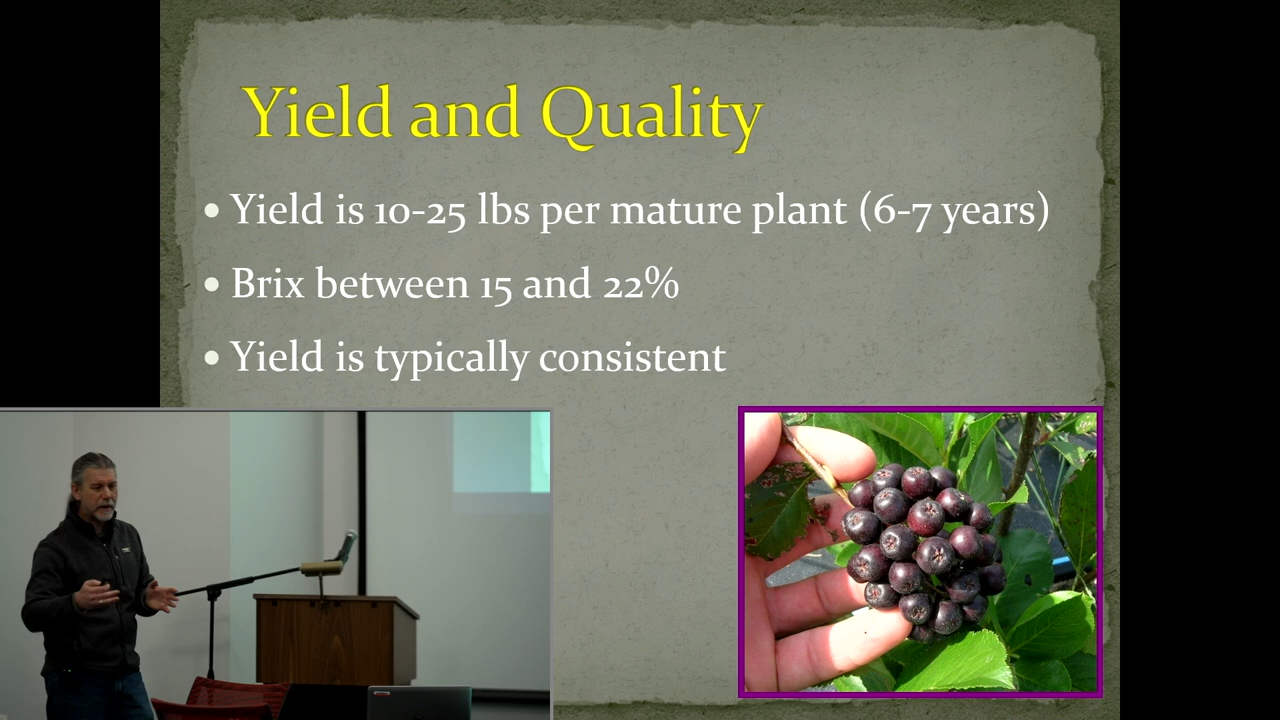 Yield and Quality
• Yield is 10-25 lbs per mature plant (6-7 years)
• Brix between 15 and 22%
• Yield is typically consistent